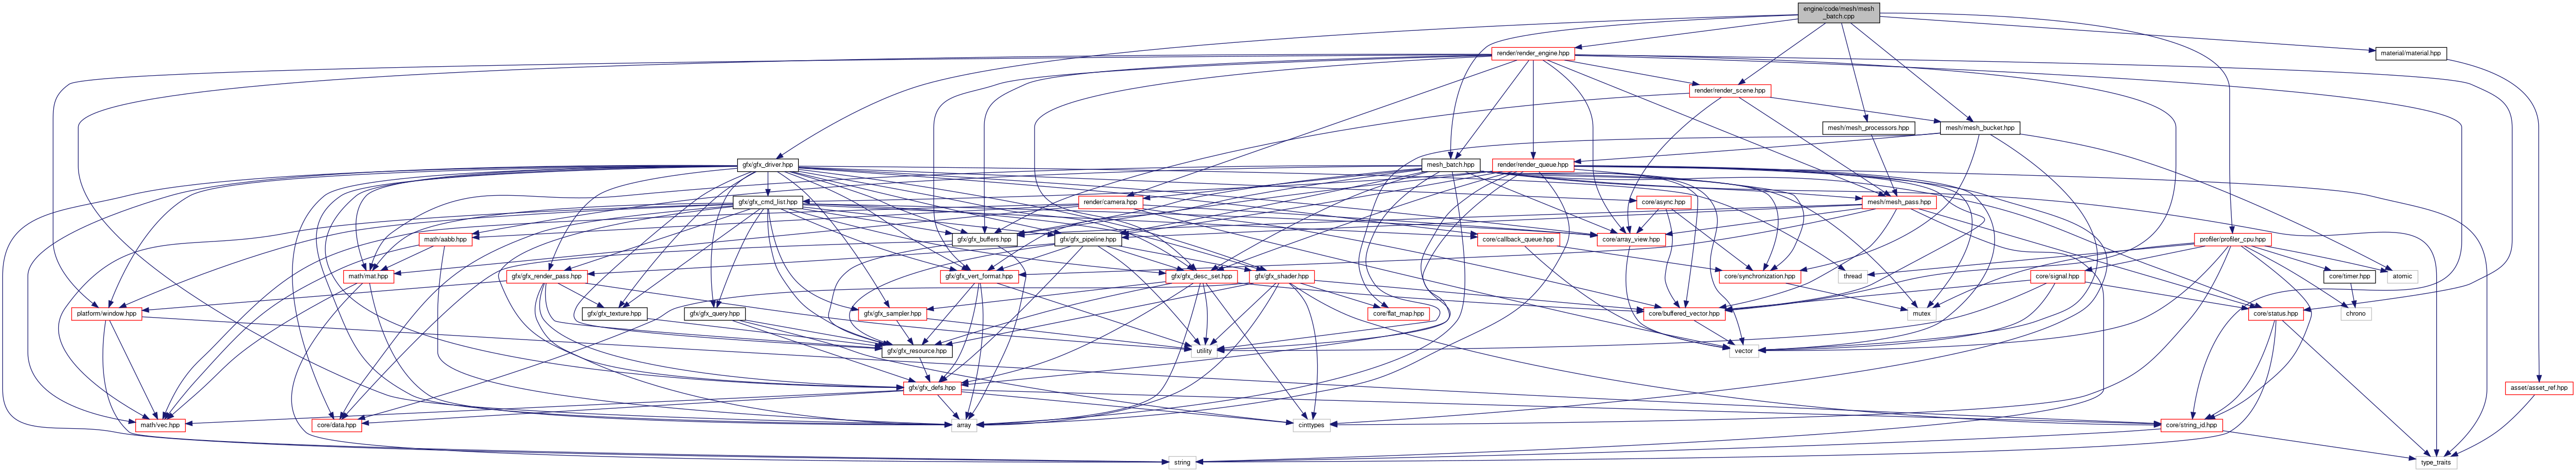 engine/code/mesh/mesh
_batch.cpp
render/render_engine.hpp
material/material.hpp
render/render_scene.hpp
mesh/mesh_processors.hpp
mesh/mesh_bucket.hpp
gfx/gfx_driver.hpp
mesh_batch.hpp
render/render_queue.hpp
gfx/gfx_cmd_list.hpp
render/camera.hpp
core/async.hpp
mesh/mesh_pass.hpp
math/aabb.hpp
gfx/gfx_buffers.hpp
gfx/gfx_pipeline.hpp
core/callback_queue.hpp
core/array_view.hpp
profiler/profiler_cpu.hpp
math/mat.hpp
gfx/gfx_render_pass.hpp
gfx/gfx_vert_format.hpp
gfx/gfx_desc_set.hpp
gfx/gfx_shader.hpp
core/synchronization.hpp
thread
core/signal.hpp
core/timer.hpp
atomic
platform/window.hpp
gfx/gfx_texture.hpp
gfx/gfx_query.hpp
gfx/gfx_sampler.hpp
core/flat_map.hpp
core/buffered_vector.hpp
mutex
core/status.hpp
chrono
gfx/gfx_resource.hpp
utility
vector
gfx/gfx_defs.hpp
asset/asset_ref.hpp
math/vec.hpp
core/data.hpp
array
cinttypes
core/string_id.hpp
string
type_traits